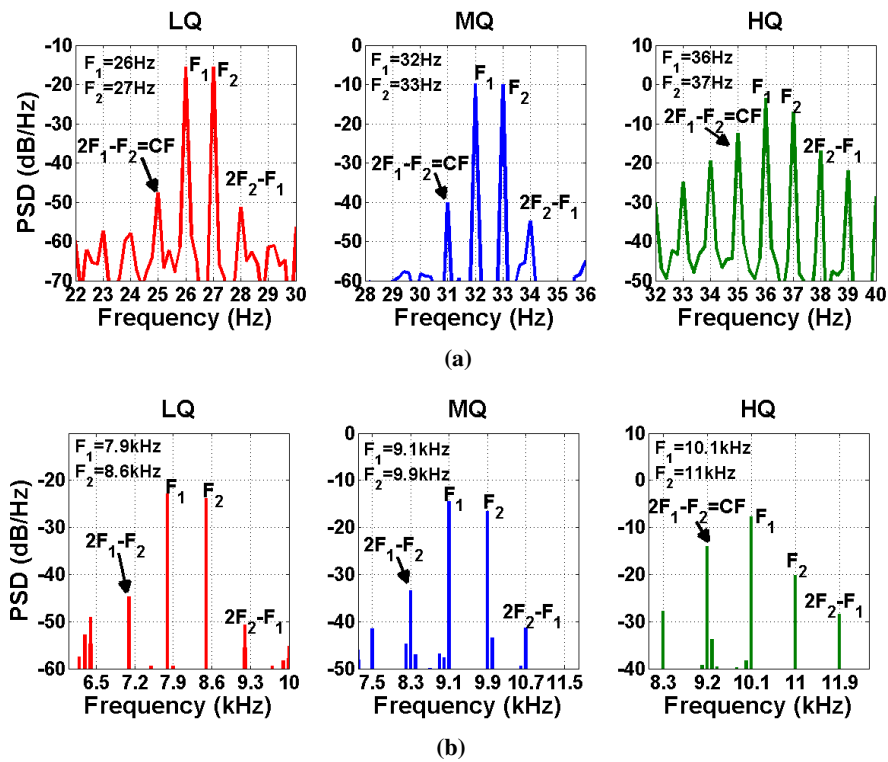 LQ
MQ
HQ
PSD (dB/Hz)
-10
-20
-30
-40
-50
-60
-70
F1=26Hz
F2=27Hz
F1
F2
2F1-F2=CF
2F2-F1
22 23 24 25 26 27 28 29 30
Frequency (Hz)
0
-10
-20
-30
-40
-50
-60
F1=32Hz
F2=33Hz
F1
F2
2F1-F2=CF
2F2-F1
28 29 30 31 32 33 34 35 36
Freqency (Hz)
10
0
-10
-20
-30
-40
-50
F1=36Hz
F2=37Hz
F1
F2
2F1-F2=CF
2F2-F1
32 33 34 35 36 37 38 39 40
Frequency (Hz)
(a)
LQ
MQ
HQ
PSD (dB/Hz)
-20
-30
-40
-50
-60
F1=7.9kHz
F2=8.6kHz
F1
F2
2F1-F2
2F2-F1
6.5 7.2 7.9 8.6 9.3 10
Frequency (kHz)
0
-10
-20
-30
-40
-50
F1=9.1kHz
F2=9.9kHz
F1
F2
2F1-F2
2F2-F1
7.5 8.3 9.1 9.9 10.7 11.5
Frequency (kHz)
10
0
-10
-20
-30
-40
F1=10.1kHz
F2=11kHz
2F1-F2=CF
F1
F2
2F2-F1
8.3 9.2 10.1 11 11.9
Frequency (kHz)
(b)